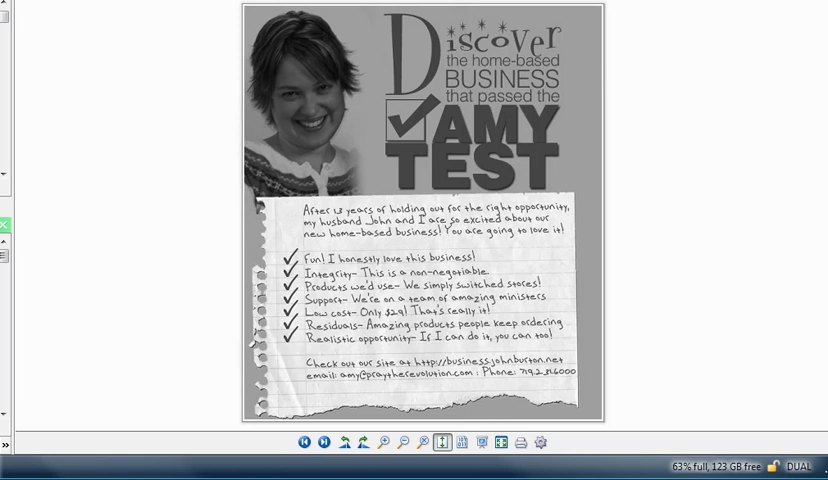 Discover
the home-based
BUSINESS
that passed the
AMY
TEST
After 13 years of holding out for the right opportunity,
my husband John and I are so excited about our
new home-based business! You are going to love it!
Fun! I honestly love this business!
Integrity- This is a non-negotiable.
Products we'd use- We simply switched stores!
Support- We're on a team of amazing ministers
Low cost- Only $29! That's really it!
Residuals- Amazing products people keep ordering
Realistic opportunity- If I can do it, you can too!
Check out our site at http://business.johnburton.net
email: amy@praytherevolution.com : Phone:
63% full, 123 GB free DUAL